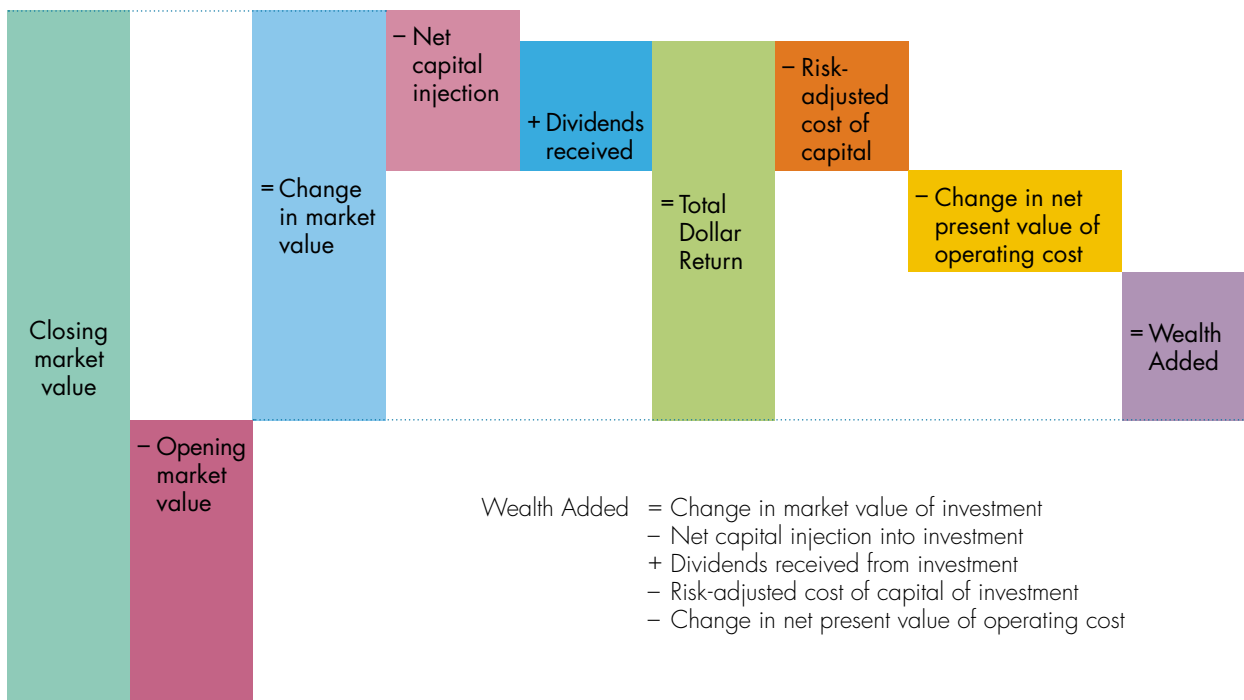 Closing
market
value
– Opening
market
value
= Change
in market
value
– Net
capital
injection
+ Dividends
received
= Total
Dollar
Return
– Risk-
adjusted
cost of
capital
– Change in net
present value of
operating cost
= Wealth
Added
Wealth Added = Change in market value of investment
– Net capital injection into investment
+ Dividends received from investment
– Risk-adjusted cost of capital of investment
– Change in net present value of operating cost